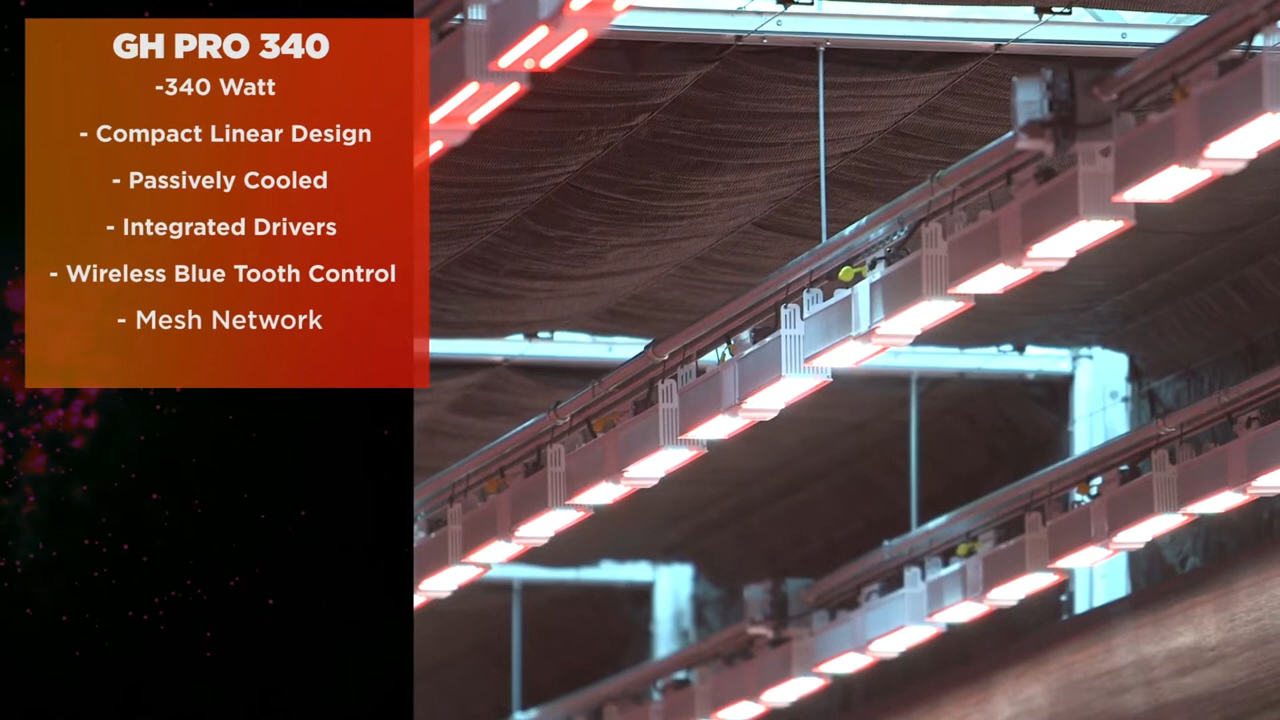 GH PRO 340
-340 Watt
- Compact Linear Design
- Passively Cooled
- Integrated Drivers
- Wireless Blue Tooth Control
- Mesh Network